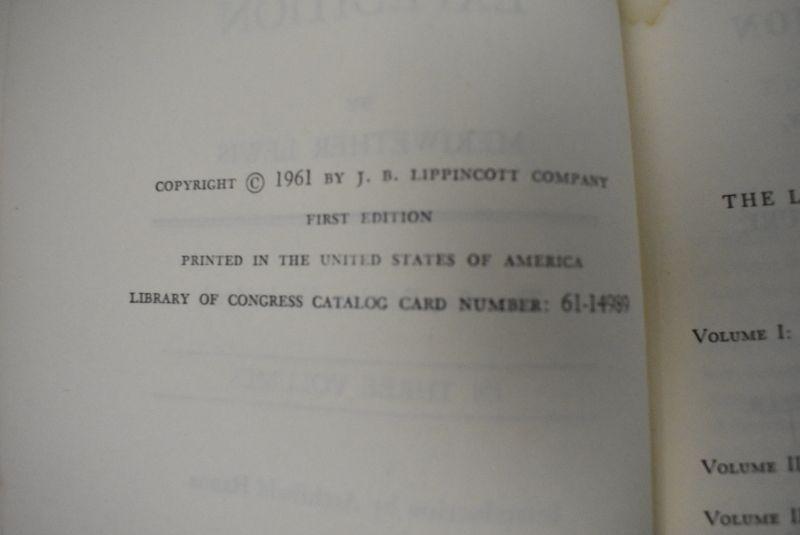 COPYRIGHT © 1961 BY J. B. LIPPINCOTT COMPANY
FIRST EDITION
PRINTED IN THE UNITED STATES OF AMERICA
LIBRARY OF CONGRESS CATALOG CARD NUMBER: 61-14989
THE
VOLUME I:
VOLUME
VOLUME